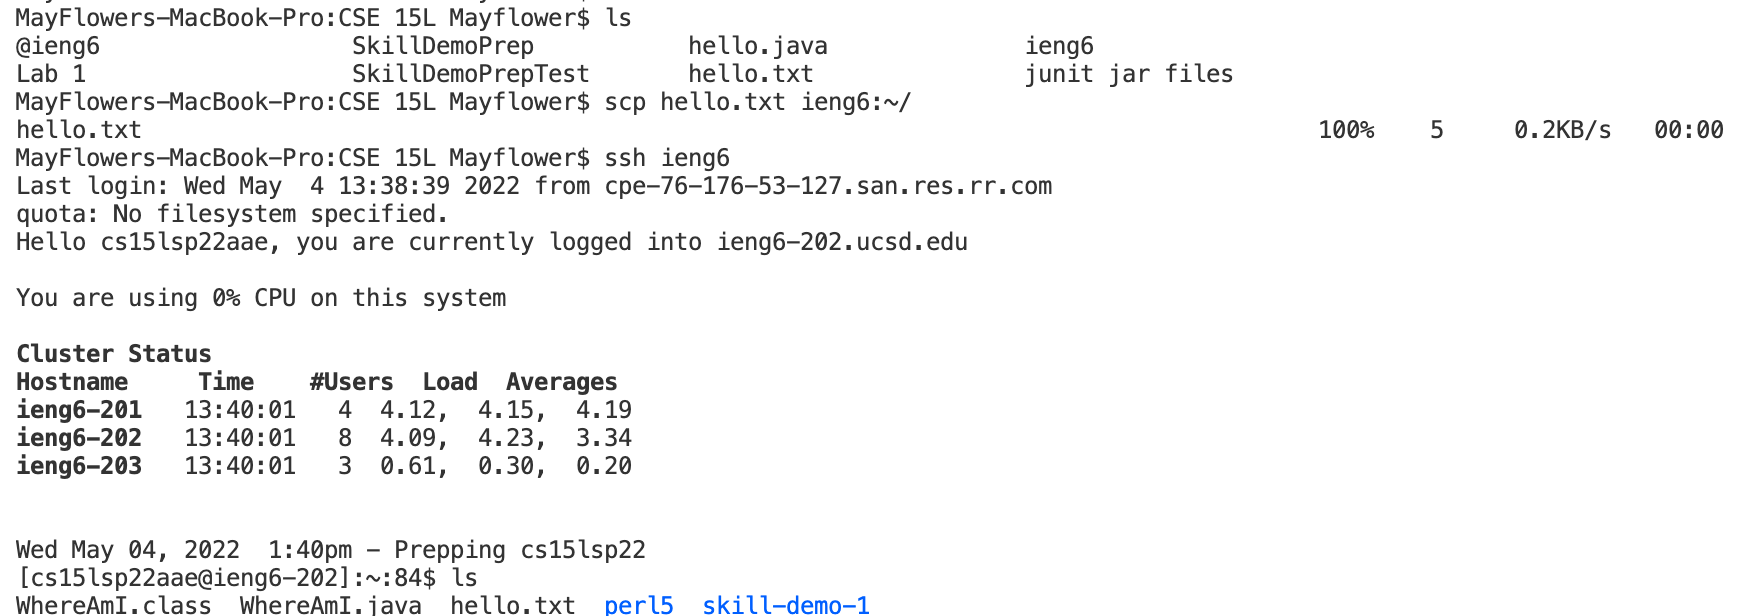 MayFlowers-MacBook-Pro:CSE 15L Mayflower$ ls
@ieng6                  SkillDemoPrep           hello.java              ieng6
Lab 1                   SkillDemoPrepTest       hello.txt               junit jar files
MayFlowers-MacBook-Pro:CSE 15L Mayflower$ scp hello.txt ieng6:~/
hello.txt                                                                                    100%    5     0.2KB/s   00:00
MayFlowers-MacBook-Pro:CSE 15L Mayflower$ ssh ieng6
Last login: Wed May  4 13:38:39 2022 from cpe-76-176-53-127.san.res.rr.com
quota: No filesystem specified.
Hello cs15lsp22aae, you are currently logged into ieng6-202.ucsd.edu
You are using 0% CPU on this system
Cluster Status
Hostname     Time    #Users  Load  Averages
ieng6-201   13:40:01   4  4.12,  4.15,  4.19
ieng6-202   13:40:01   8  4.09,  4.23,  3.34
ieng6-203   13:40:01   3  0.61,  0.30,  0.20
Wed May 04, 2022  1:40pm - Prepping cs15lsp22
[cs15lsp22aae@ieng6-202]:~:84$ ls
WhereAmI.class  WhereAmI.java  hello.txt  perl5  skill-demo-1